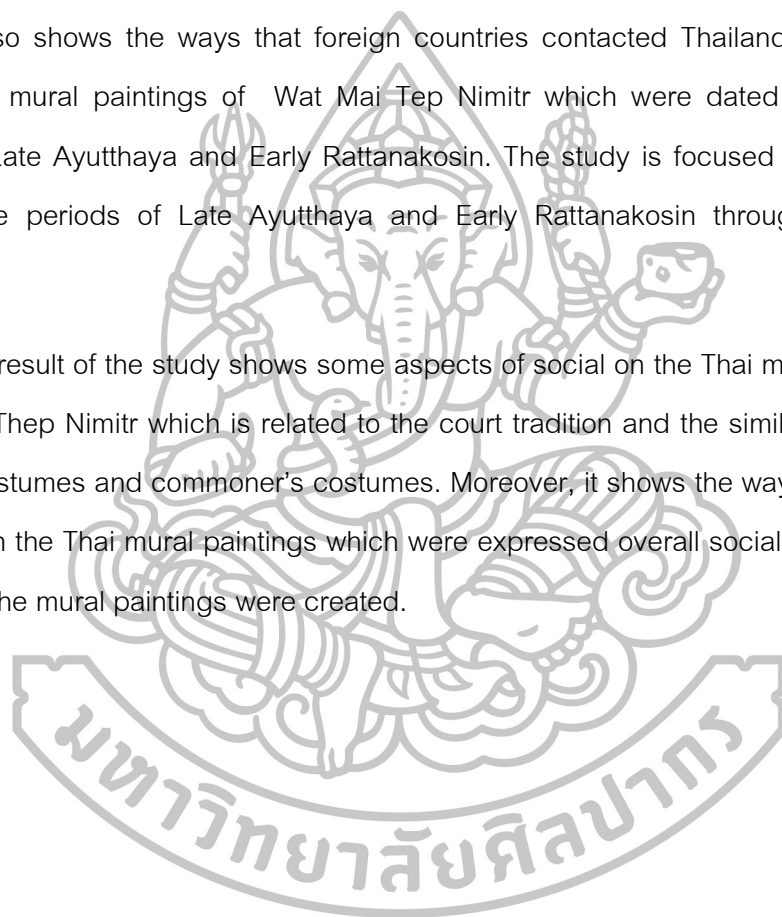 so shows the ways that foreign countries contacted Thailand
mural paintings of Wat Mai Tep Nimitr which were dated
Late Ayutthaya and Early Rattanakosin. The study is focused
e periods of Late Ayutthaya and Early Rattanakosin throug
result of the study shows some aspects of social on the Thai m
Thep Nimitr which is related to the court tradition and the simil
stumes and commoner's costumes. Moreover, it shows the way
n the Thai mural paintings which were expressed overall social
he mural paintings were created.
มหาวิทยาลัยศิลปากร